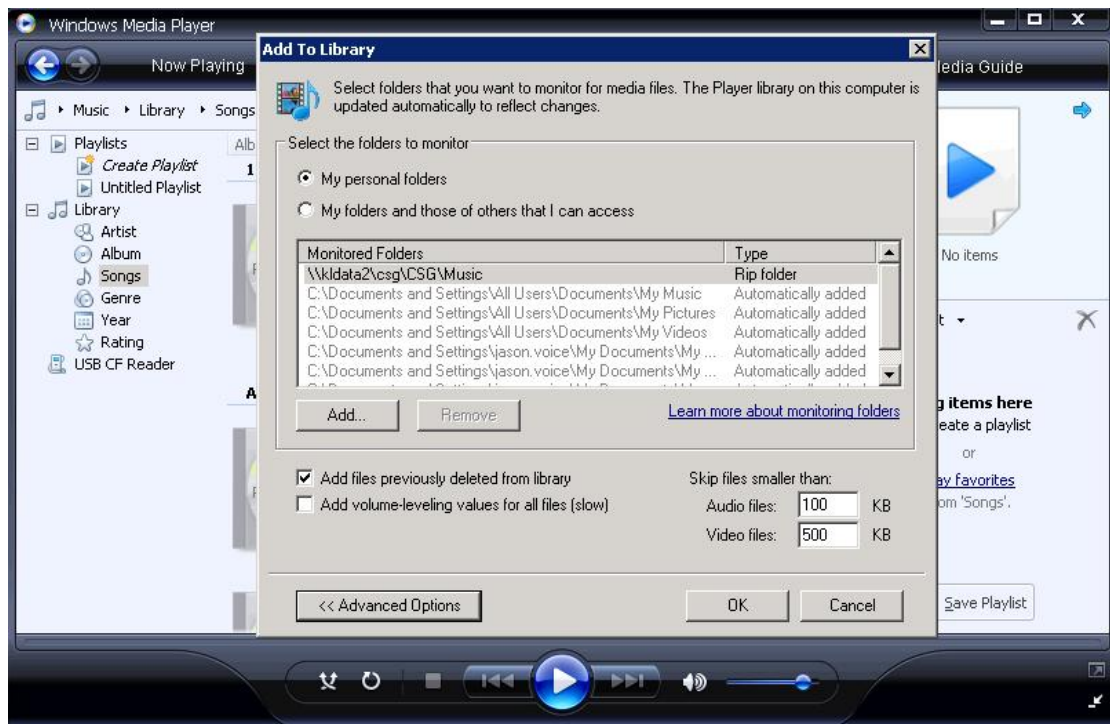 Windows Media Player
Now Playing
Media Guide
Music Library Songs
Playlists
Create Playlist
Untitled Playlist
Library
Artist
Album
Songs
Genre
Year
Rating
USB CF Reader
Alb
1
A
Add To Library
Select folders that you want to monitor for media files. The Player library on this computer is
updated automatically to reflect changes.
Select the folders to monitor
My personal folders
My folders and those of others that I can access
Monitored Folders Type
\\kldata2\csg\CSG\Music Rip folder
C:\Documents and Settings\All Users\Documents\My Music Automatically added
C:\Documents and Settings\All Users\Documents\My Pictures Automatically added
C:\Documents and Settings\All Users\Documents\My Videos Automatically added
C:\Documents and Settings\jason.voice\My Documents\My ... Automatically added
C:\Documents and Settings\jason.voice\My Documents\My ... Automatically added
Add... Remove Learn more about monitoring folders
Add files previously deleted from library
Add volume-leveling values for all files (slow)
Skip files smaller than:
Audio files: 100 KB
Video files: 500 KB
<< Advanced Options OK Cancel
No items
t
g items here
eate a playlist
or
ay favorites
om 'Songs'.
Save Playlist